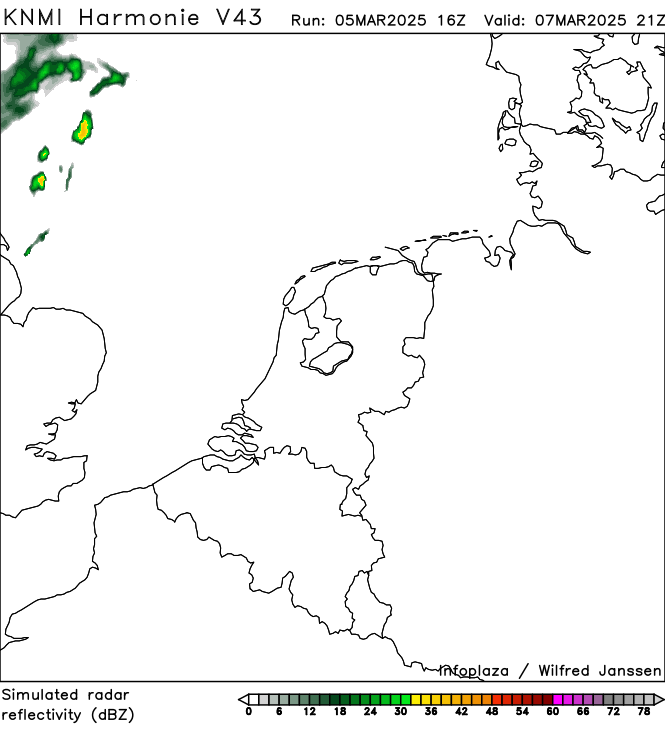 KNMI Harmonie V43 Run: 05MAR2025 16Z Valid: 07MAR2025 21Z
infoplaza / Wilfred Janssen
Simulated radar
reflectivity (dBZ)
0 6 12 18 24 30 36 42 48 54 60 66 72 78